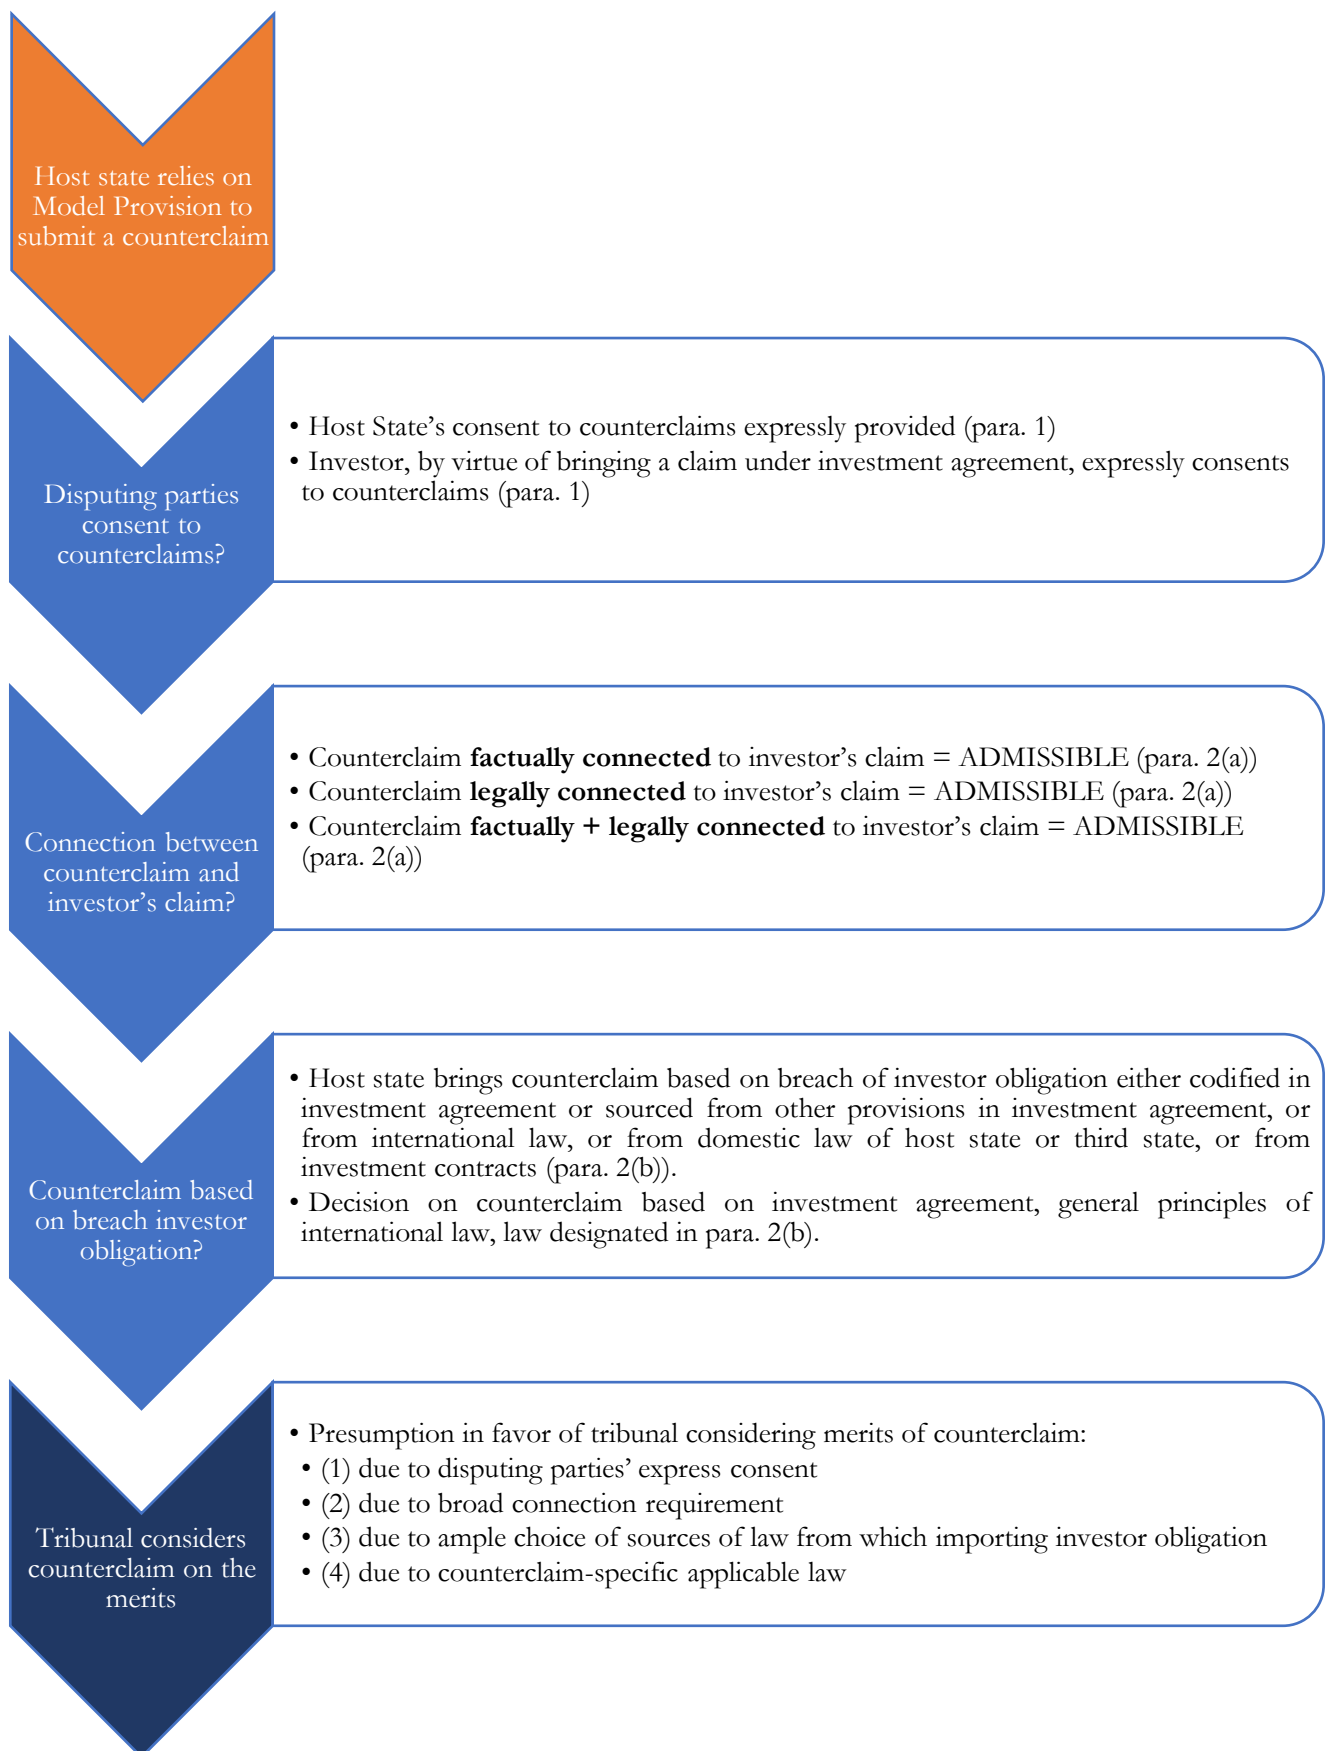 Host state relies on
Model Provision to
submit a counterclaim
Disputing parties
consent to
counterclaims?
• Host State’s consent to counterclaims expressly provided (para. 1)
• Investor, by virtue of bringing a claim under investment agreement, expressly consents
to counterclaims (para. 1)
Connection between
counterclaim and
investor’s claim?
• Counterclaim factually connected to investor’s claim = ADMISSIBLE (para. 2(a))
• Counterclaim legally connected to investor’s claim = ADMISSIBLE (para. 2(a))
• Counterclaim factually + legally connected to investor’s claim = ADMISSIBLE
(para. 2(a))
Counterclaim based
on breach investor
obligation?
• Host state brings counterclaim based on breach of investor obligation either codified in
investment agreement or sourced from other provisions in investment agreement, or
from international law, or from domestic law of host state or third state, or from
investment contracts (para. 2(b)).
• Decision on counterclaim based on investment agreement, general principles of
international law, law designated in para. 2(b).
Tribunal considers
counterclaim on the
merits
• Presumption in favor of tribunal considering merits of counterclaim:
• (1) due to disputing parties’ express consent
• (2) due to broad connection requirement
• (3) due to ample choice of sources of law from which importing investor obligation
• (4) due to counterclaim-specific applicable law